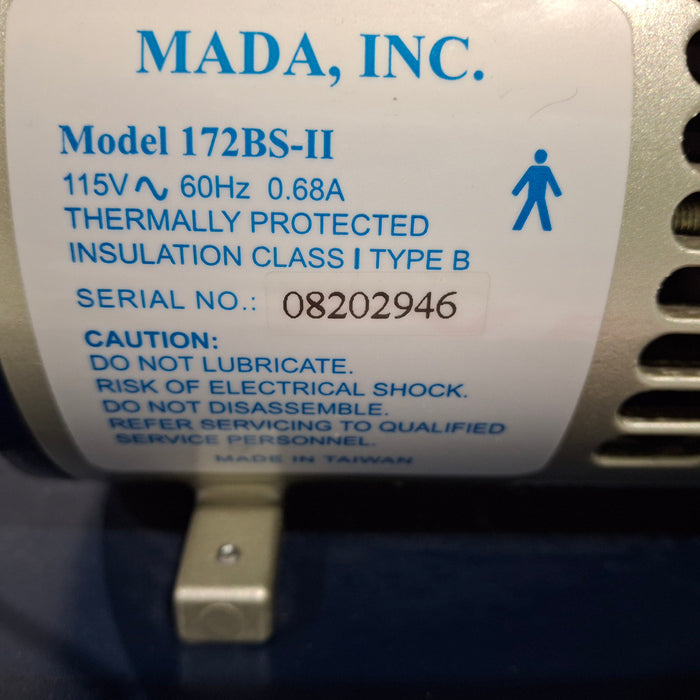 MADA, INC.
Model 172BS-II
115V∿ 60Hz 0.68A
THERMALLY PROTECTED
INSULATION CLASS I TYPE B
SERIAL NO.: 08202946
CAUTION:
DO NOT LUBRICATE.
RISK OF ELECTRICAL SHOCK.
DO NOT DISASSEMBLE.
REFER SERVICING TO QUALIFIED
SERVICE PERSONNEL.
MADE IN TAIWAN